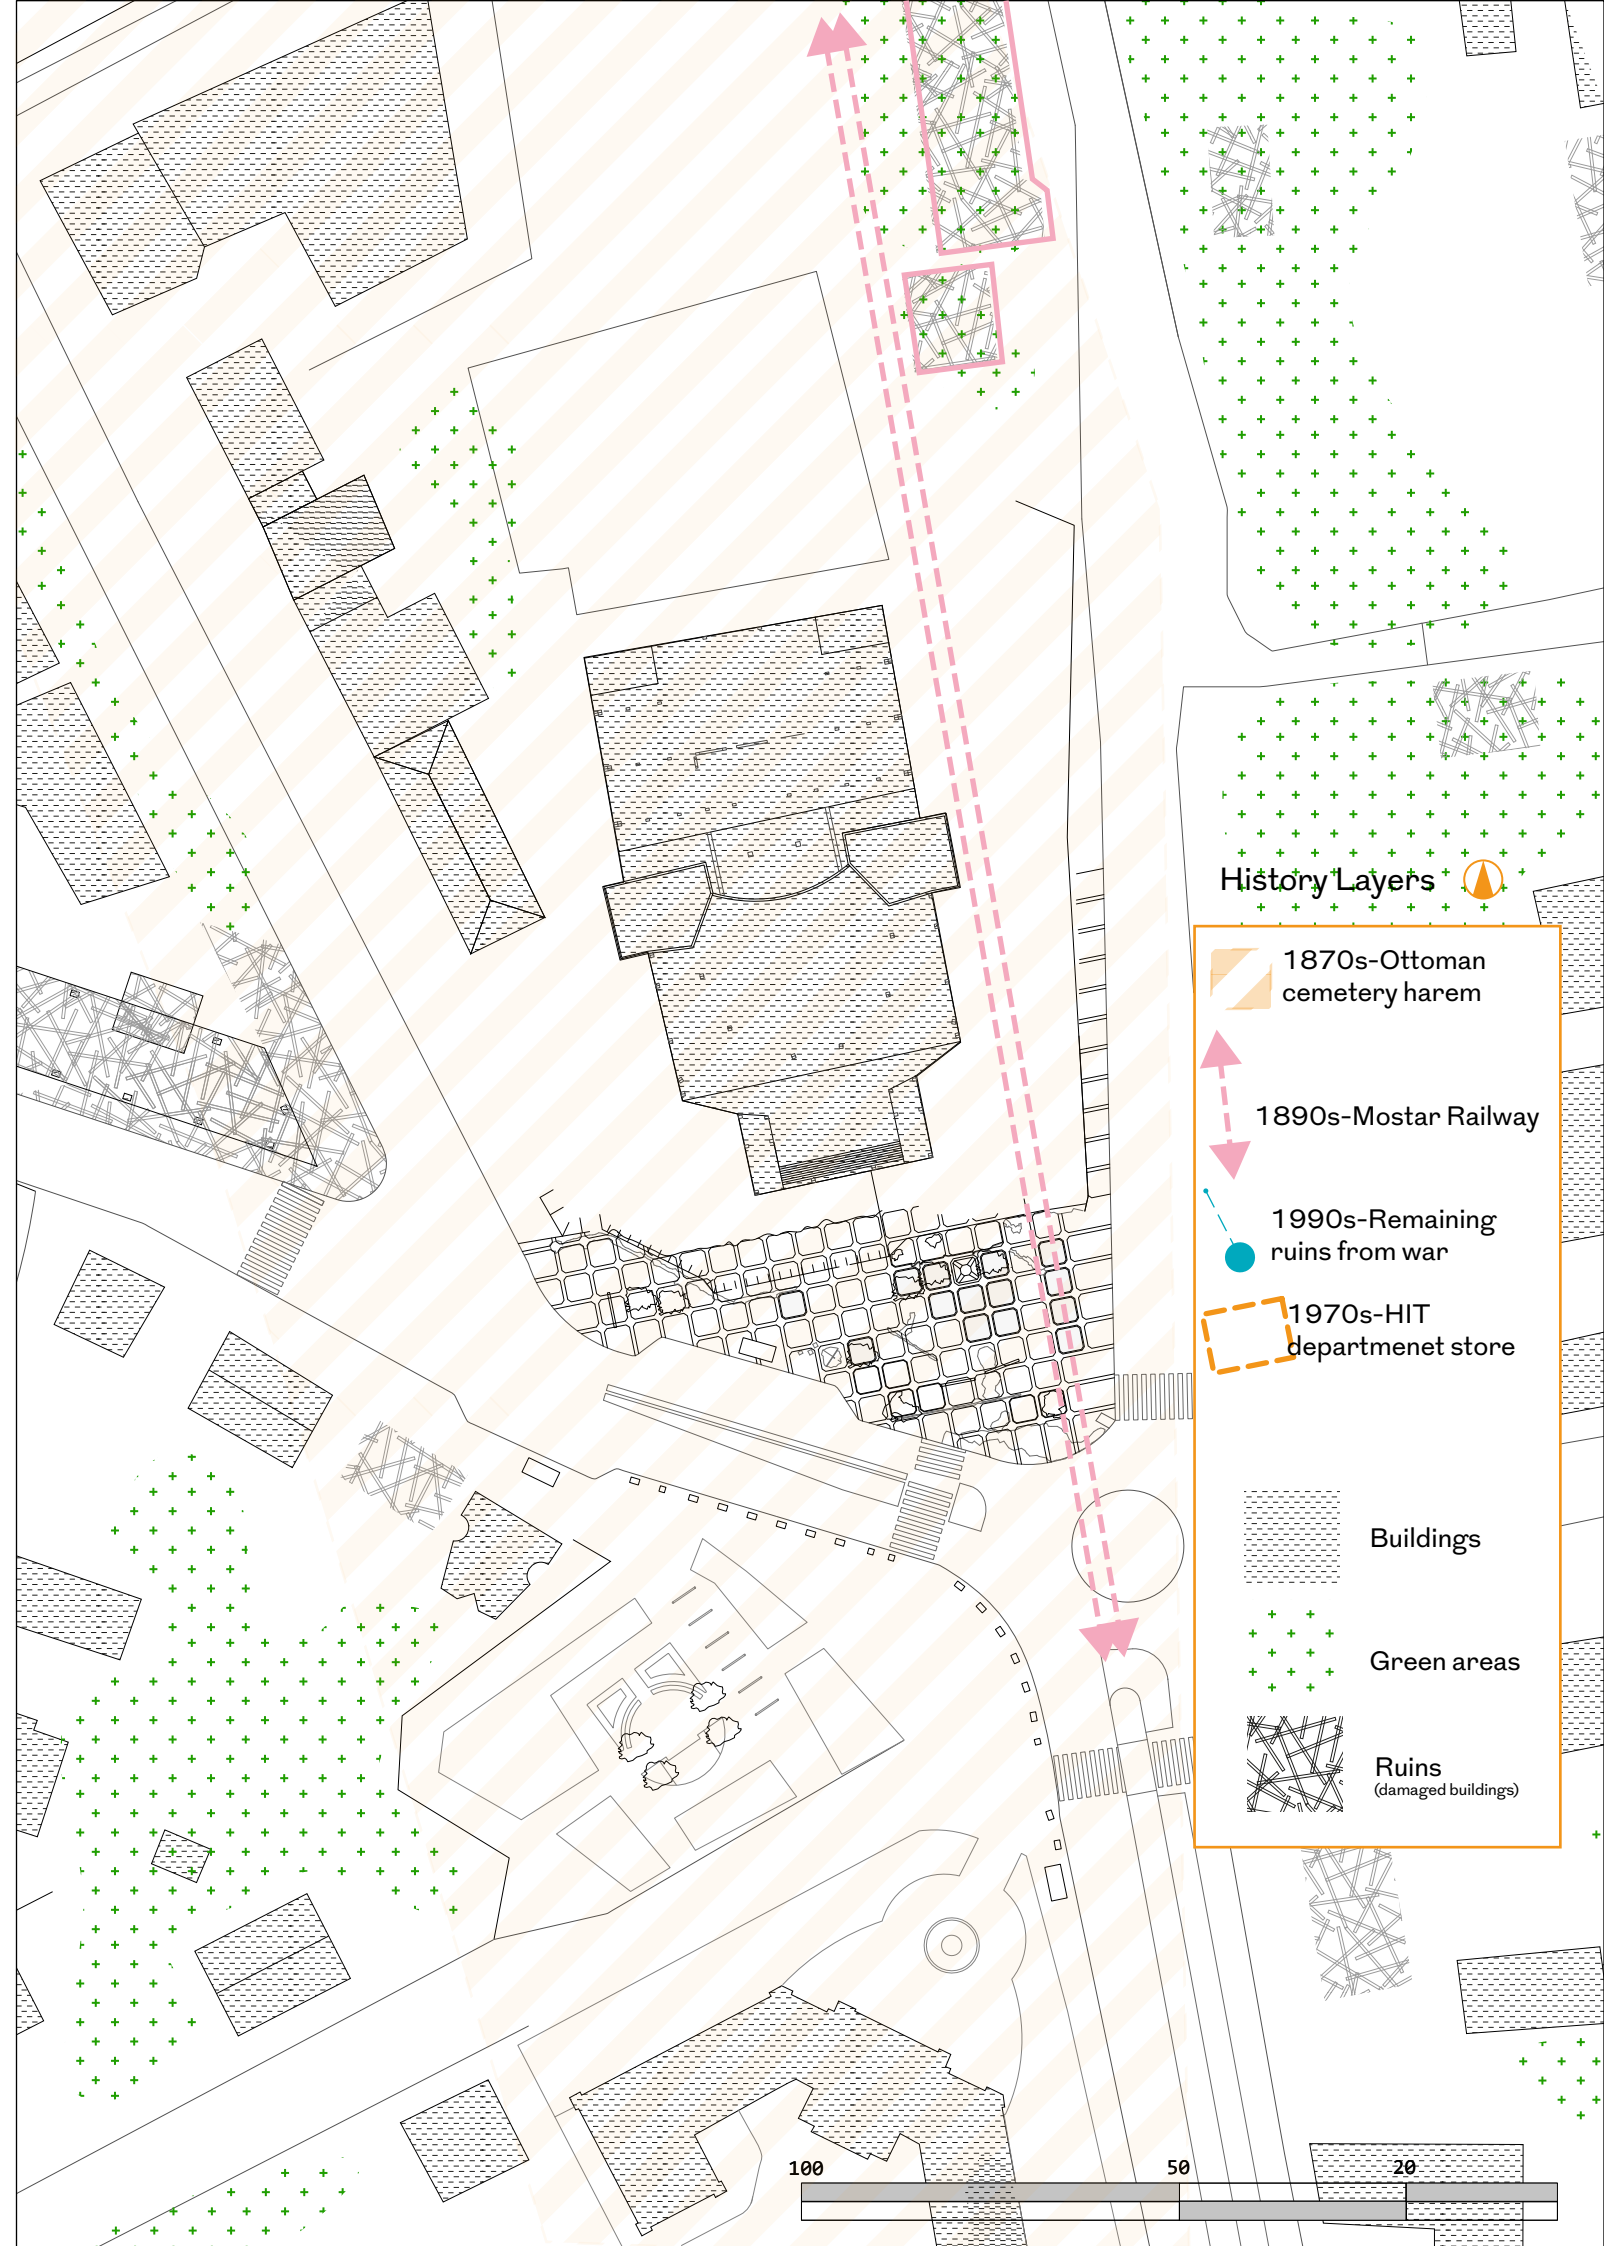 History Layers
1870s-Ottoman
cemetery harem
1890s-Mostar Railway
1990s-Remaining
ruins from war
1970s-HIT
departmenet store
Buildings
Green areas
Ruins
(damaged buildings)
100 50 20